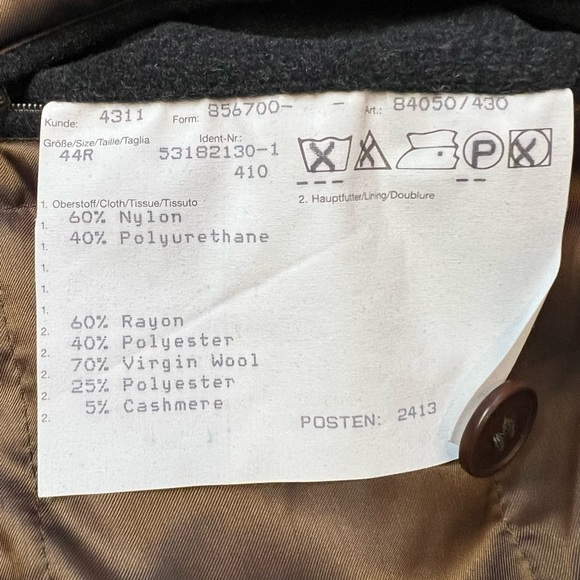 Kunde: 4311 Form: 856700- - Art.: 84050/430
Größe/Size/Taille/Taglia Ident-Nr.:
44R 53182130-1
410
P
1. Oberstoff/Cloth/Tissue/Tissuto 2. Hauptfutter/Lining/Doublure
1. 60% Nylon
1. 40% Polyurethane
1.
1.
1.
2. 60% Rayon
2. 40% Polyester
2. 70% Virgin Wool
2. 25% Polyester
2. 5% Cashmere
POSTEN: 2413